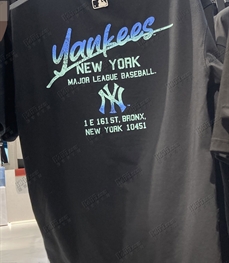 Yankees
NEW YORK
MAJOR LEAGUE BASEBALL.
NY
1 E 161 ST, BRONX,
NEW YORK 10451